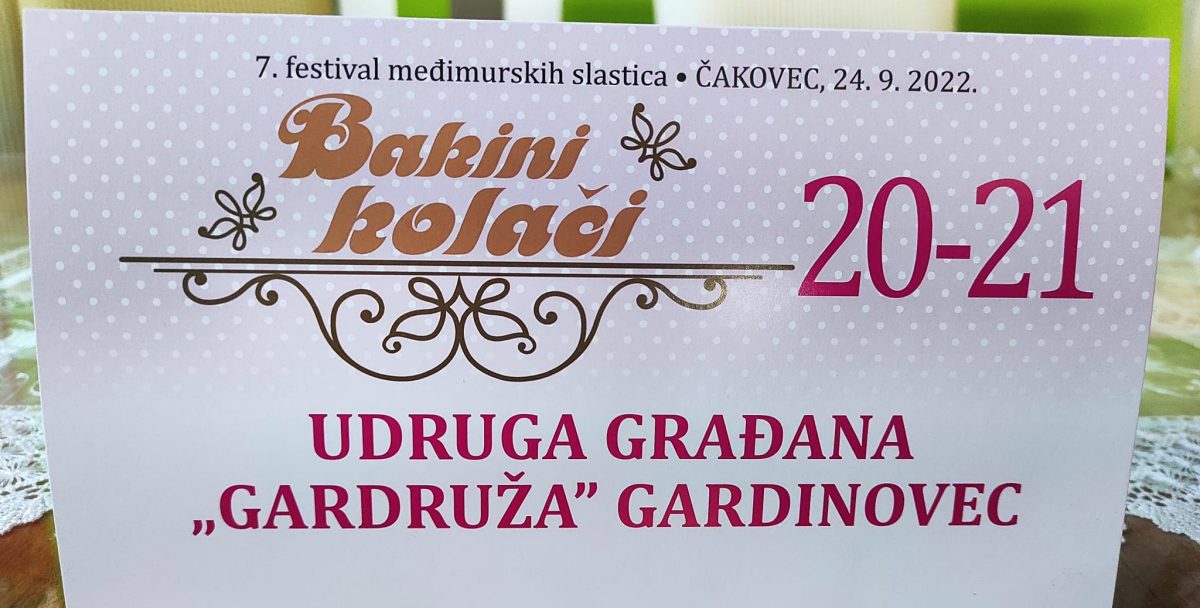 7. festival međimurskih slastica • ČAKOVEC, 24. 9. 2022.
Bakini
kolači
20-21
UDRUGA GRAĐANA
„GARDRUŽA” GARDINOVEC